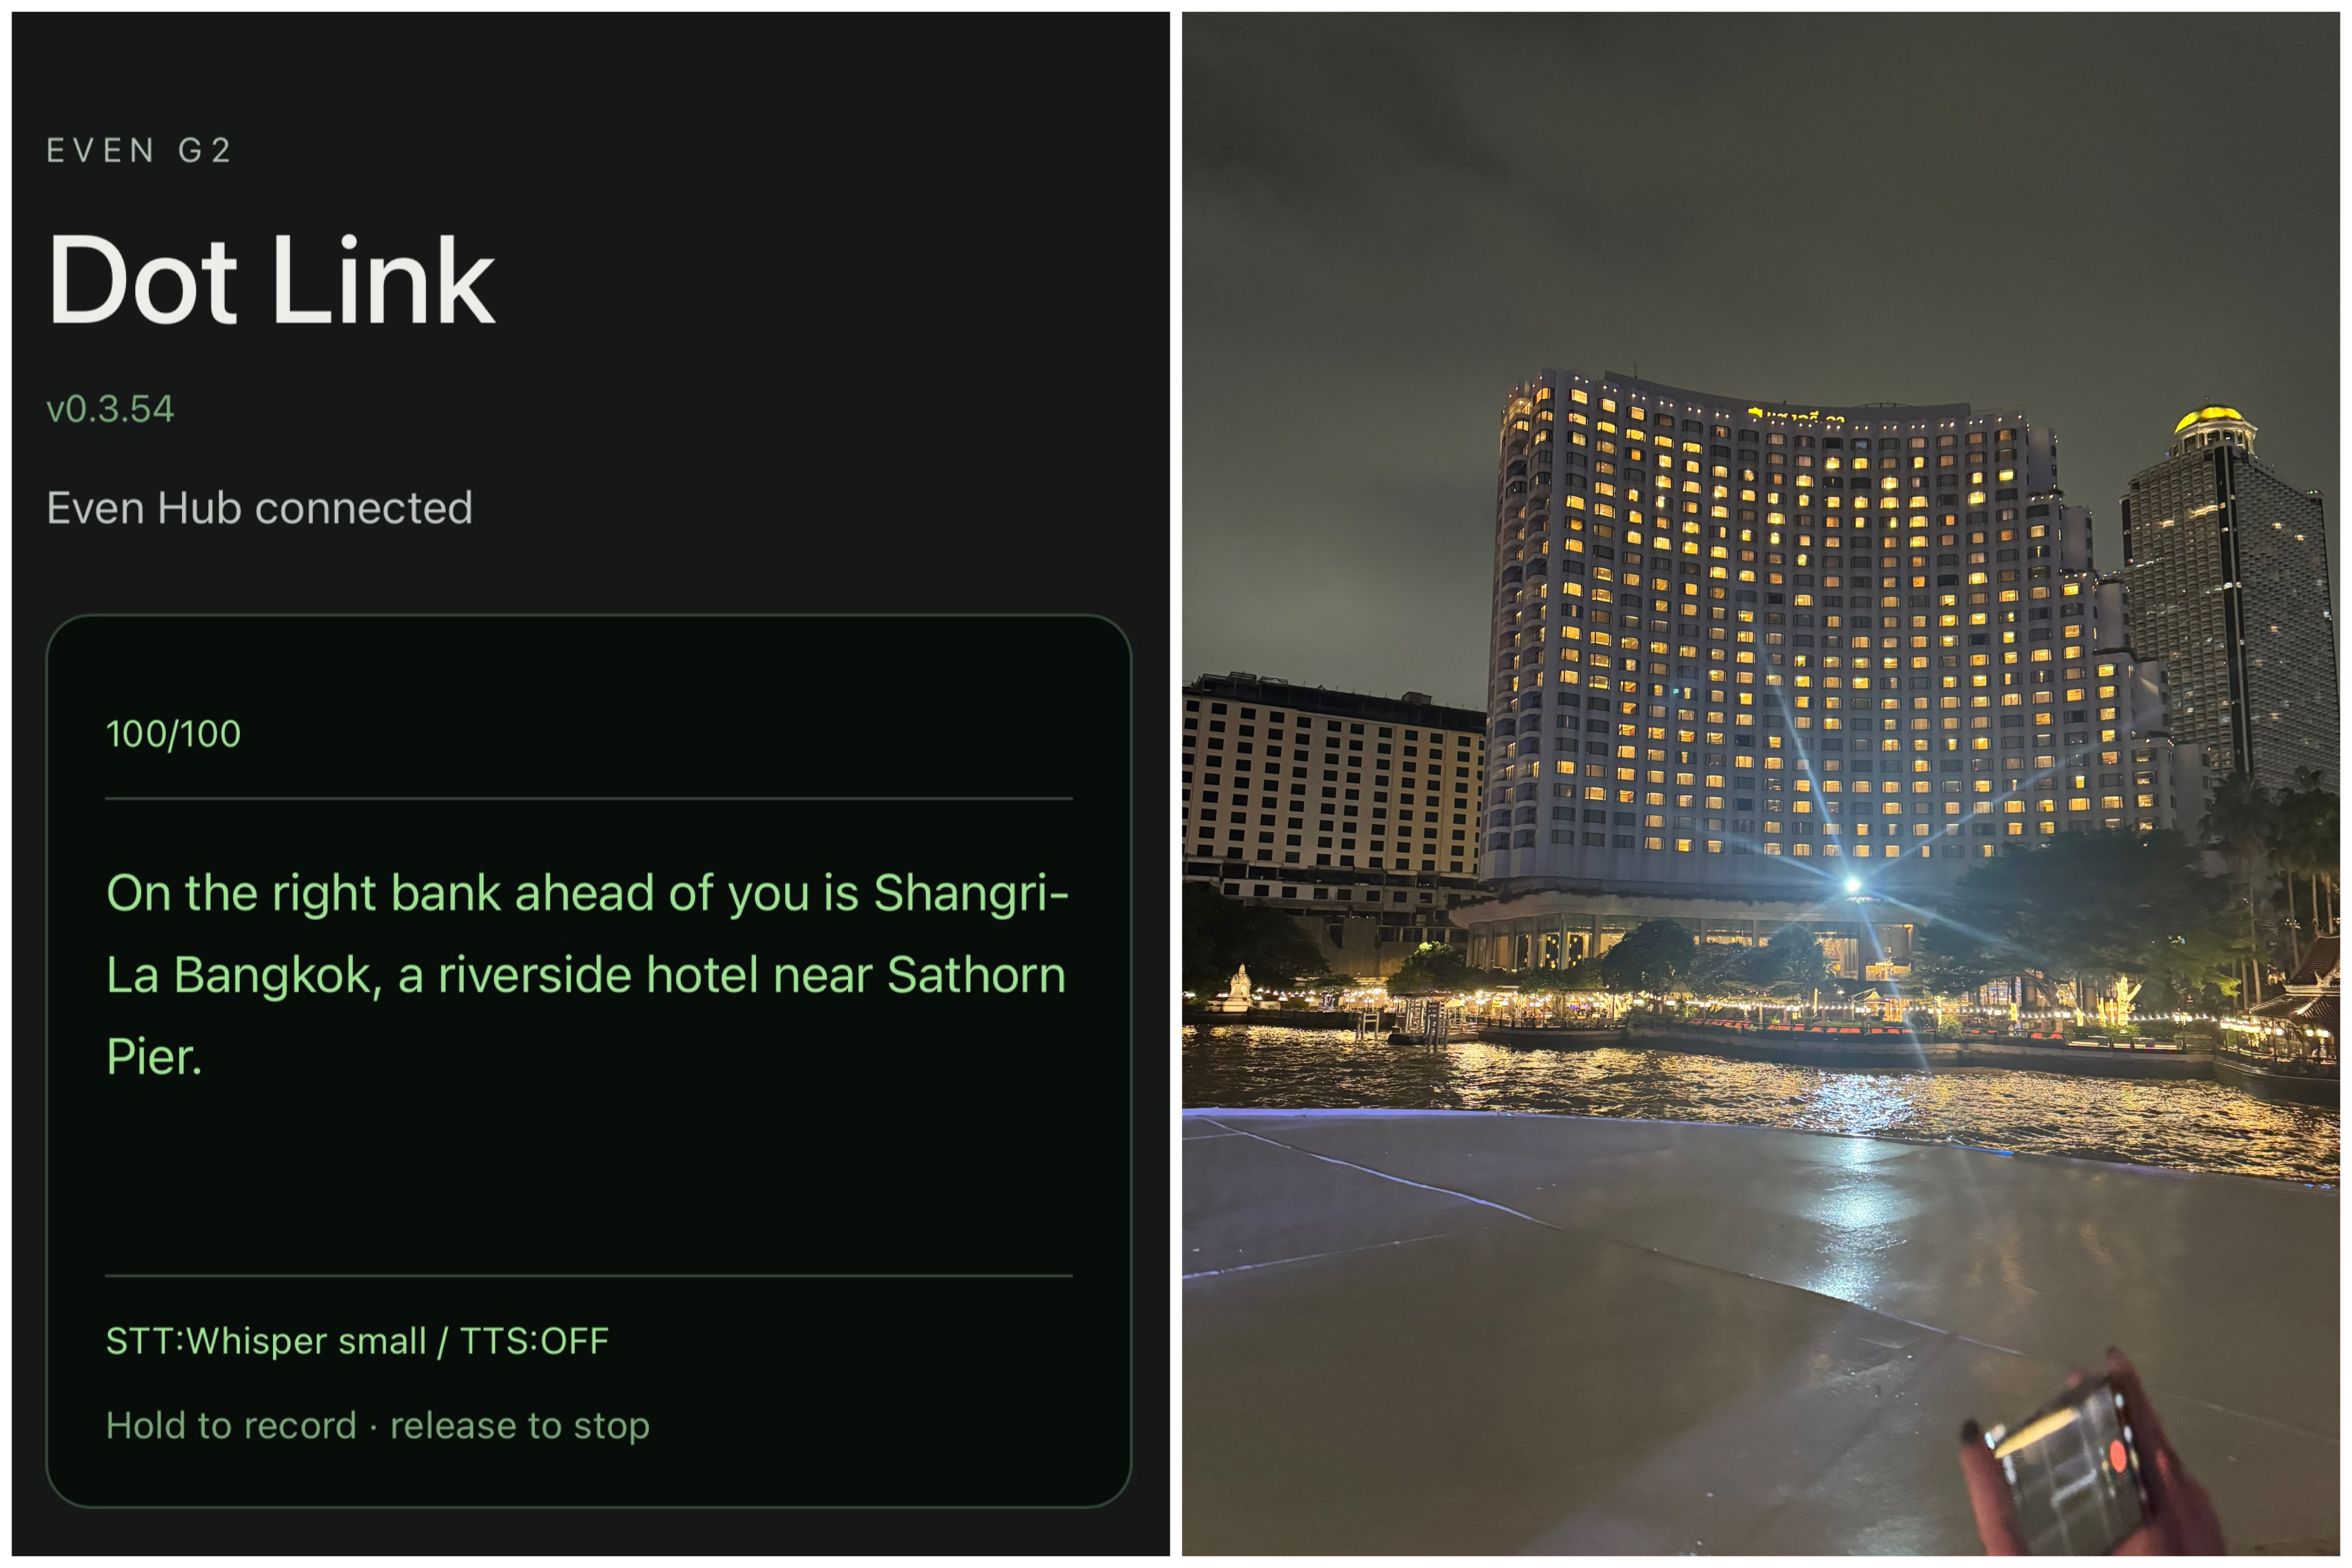 EVEN G2
Dot Link
v0.3.54
Even Hub connected
100/100
On the right bank ahead of you is Shangri-
La Bangkok, a riverside hotel near Sathorn
Pier.
STT:Whisper small / TTS:OFF
Hold to record · release to stop